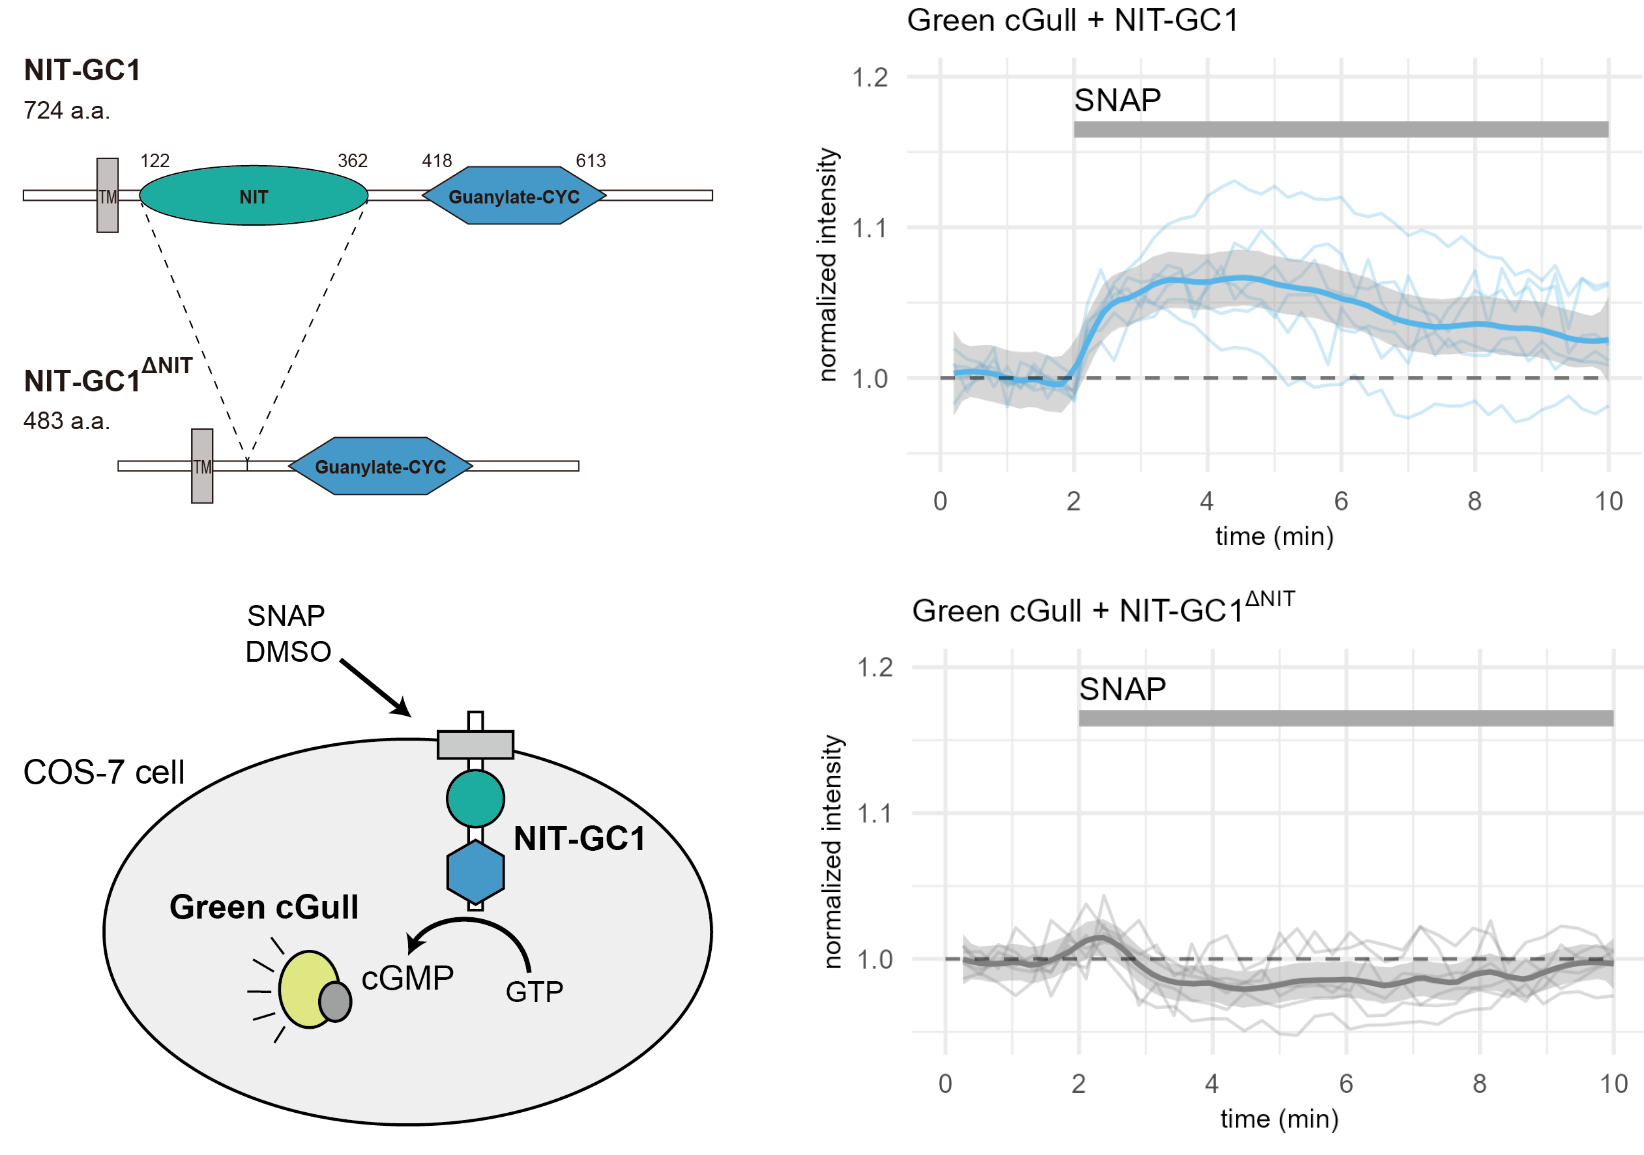 NIT-GC1
724 a.a.
122 362 418 613
TM NIT Guanylate-CYC
NIT-GC1ΔNIT
483 a.a.
TM Guanylate-CYC
SNAP
DMSO
COS-7 cell
NIT-GC1
Green cGull
cGMP
GTP
Green cGull + NIT-GC1
1.2
SNAP
1.1
1.0
normalized intensity
0 2 4 6 8 10
time (min)
Green cGull + NIT-GC1ΔNIT
1.2
SNAP
1.1
1.0
normalized intensity
0 2 4 6 8 10
time (min)